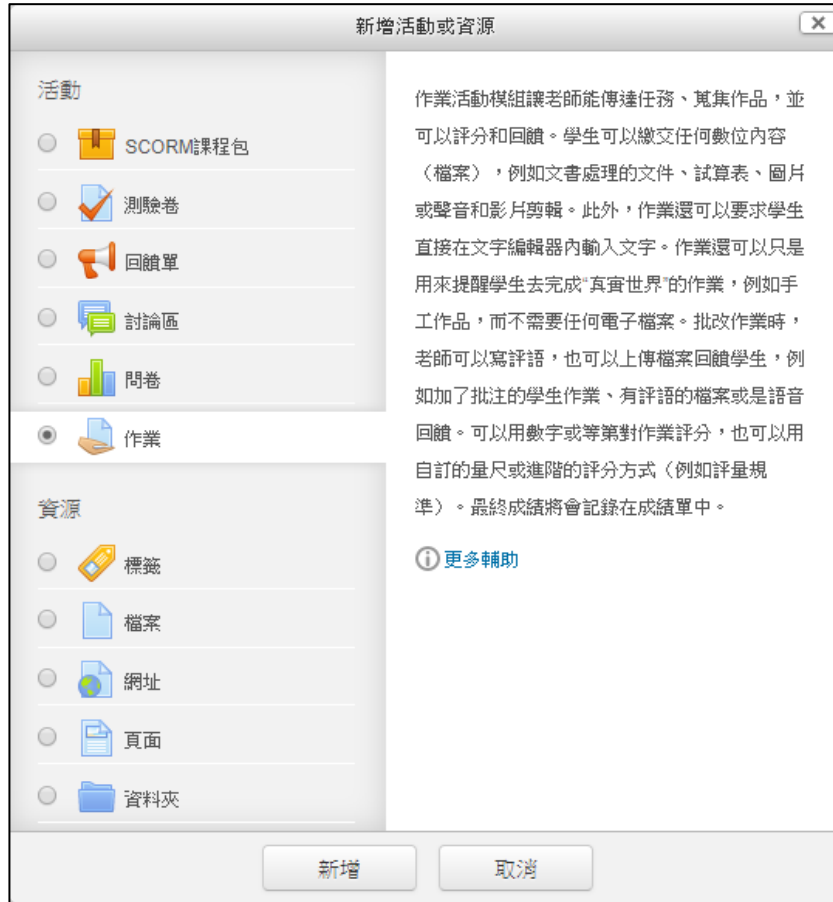 新增活動或資源
活動
SCORM課程包
測驗卷
回饋單
討論區
問卷
作業
資源
標籤
檔案
網址
頁面
資料夾
作業活動模組讓老師能傳達任務、蒐集作品，並
可以評分和回饋。學生可以繳交任何數位內容
（檔案），例如文書處理的文件、試算表、圖片
或聲音和影片剪輯。此外，作業還可以要求學生
直接在文字編輯器內輸入文字。作業還可以只是
用來提醒學生去完成“真實世界”的作業，例如手
工作品，而不需要任何電子檔案。批改作業時，
老師可以寫評語，也可以上傳檔案回饋學生，例
如加了批注的學生作業、有評語的檔案或是語音
回饋。可以用數字或等第對作業評分，也可以用
自訂的量尺或進階的評分方式（例如評量規
準）。最終成績將會記錄在成績單中。
更多輔助
新增
取消